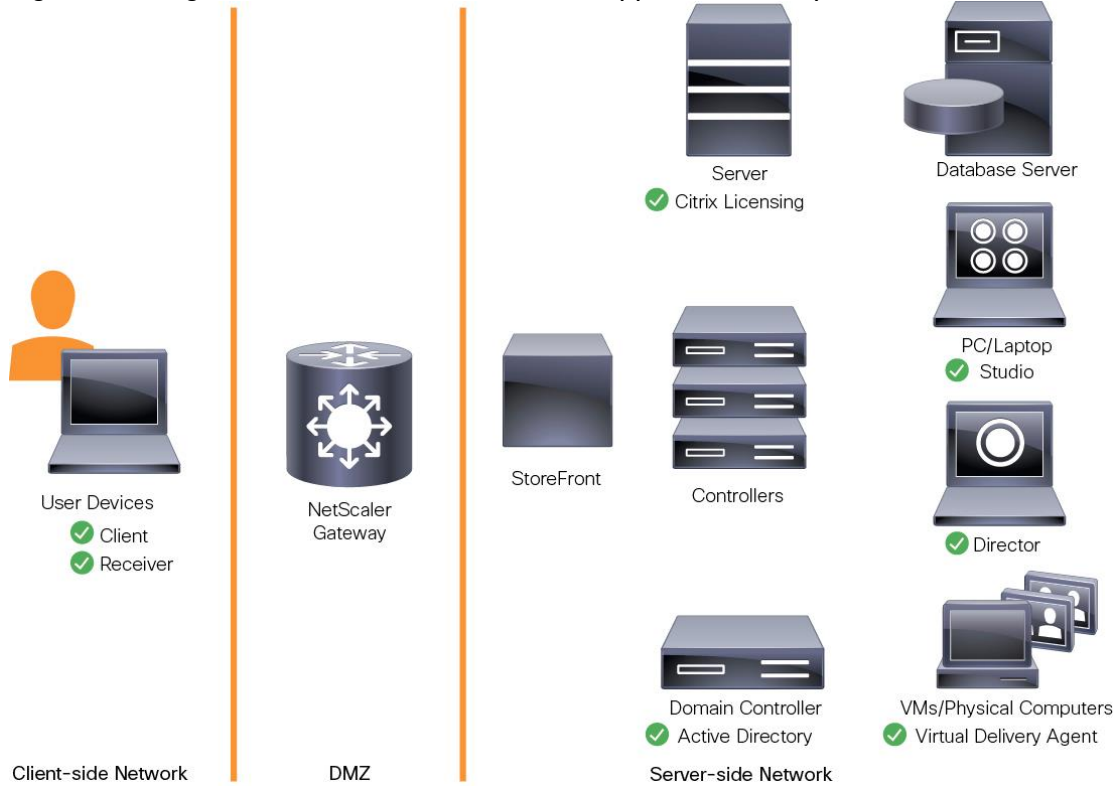 Server
Citrix Licensing
Database Server
PC/Laptop
Studio
User Devices
Client
Receiver
NetScaler
Gateway
StoreFront
Controllers
Director
Domain Controller
Active Directory
VMs/Physical Computers
Virtual Delivery Agent
Client-side Network
DMZ
Server-side Network